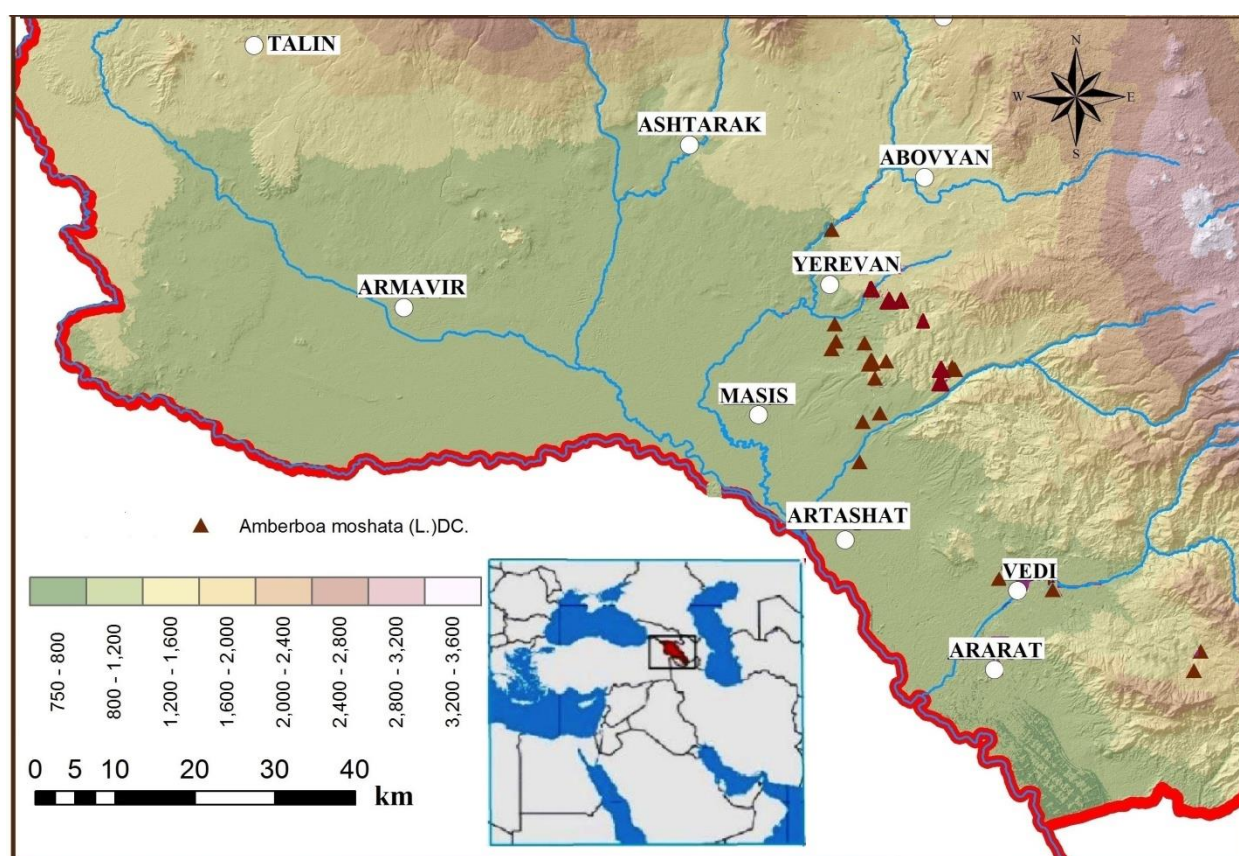 TALIN
N
W
E
S
ASHTARAK
ABOVYAN
YEREVAN
ARMAVIR
MASIS
ARTASHAT
Amberboa moshata (L.)DC.
VEDI
ARARAT
750 - 800
800 - 1,200
1,200 - 1,600
1,600 - 2,000
2,000 - 2,400
2,400 - 2,800
2,800 - 3,200
3,200 - 3,600
0 5 10 20 30 40
km